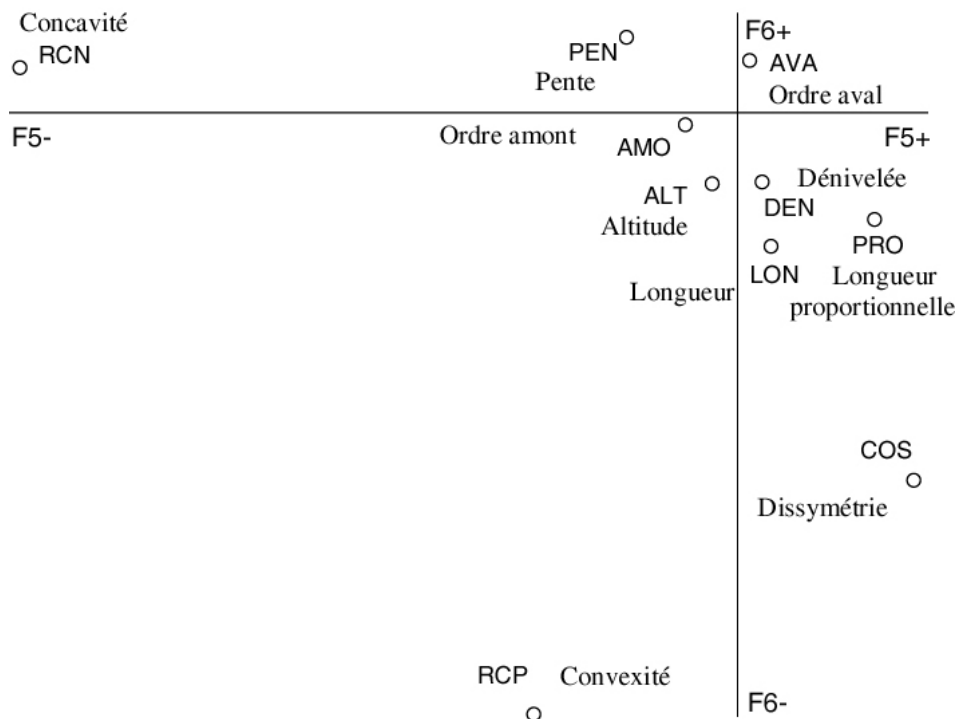 Concavité
RCN
PEN
Pente
F6+
AVA
Ordre aval
F5-
F5+
Ordre amont
AMO
ALT
Altitude
Dénivelée
DEN
PRO
LON
Longueur
Longueur
proportionnelle
COS
Dissymétrie
RCP
Convexité
F6-